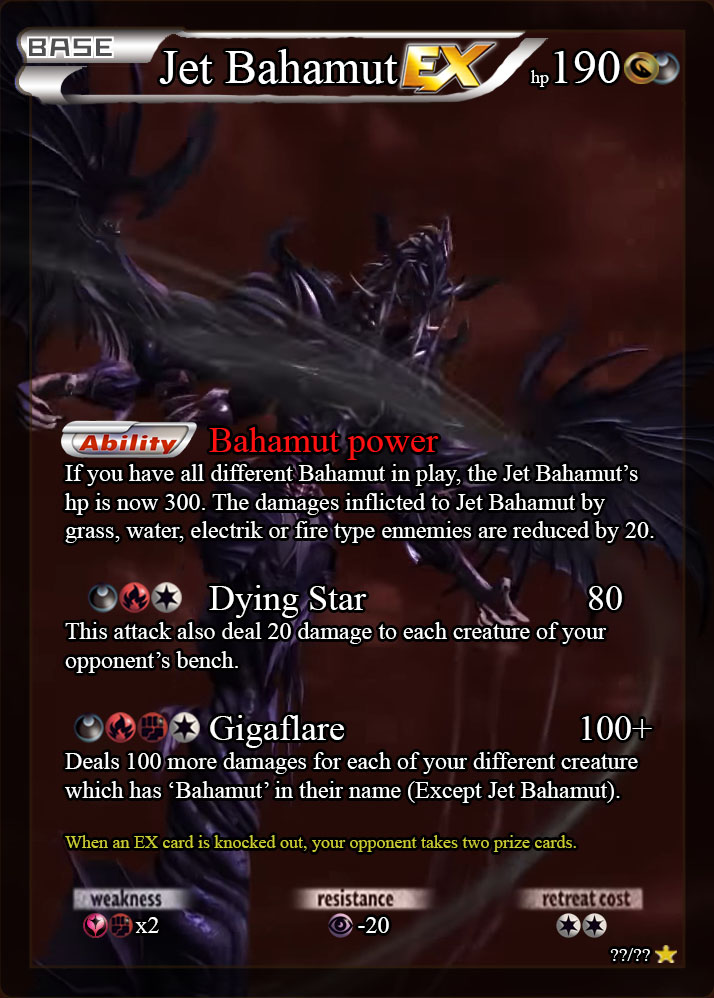 BASE
Jet Bahamut EX hp 190
Ability Bahamut power
If you have all different Bahamut in play, the Jet Bahamut's
hp is now 300. The damages inflicted to Jet Bahamut by
grass, water, electrik or fire type ennemies are reduced by 20.
Dying Star 80
This attack also deal 20 damage to each creature of your
opponent's bench.
Gigaflare 100+
Deals 100 more damages for each of your different creature
which has ‘Bahamut’ in their name (Except Jet Bahamut).
When an EX card is knocked out, your opponent takes two prize cards.
weakness resistance retreat cost
x2 -20
??/??